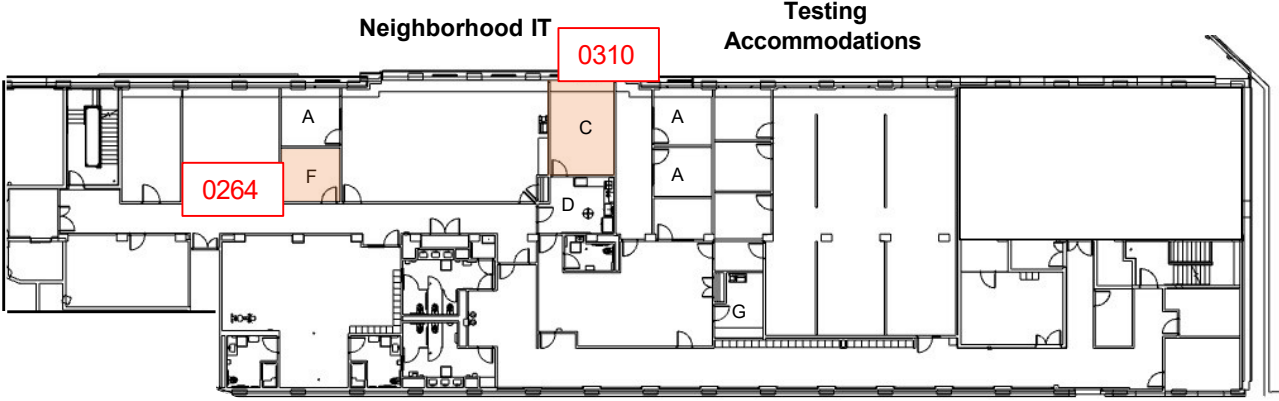 Neighborhood IT
Testing
Accommodations
0310
A
C
A
F
0264
A
D
G